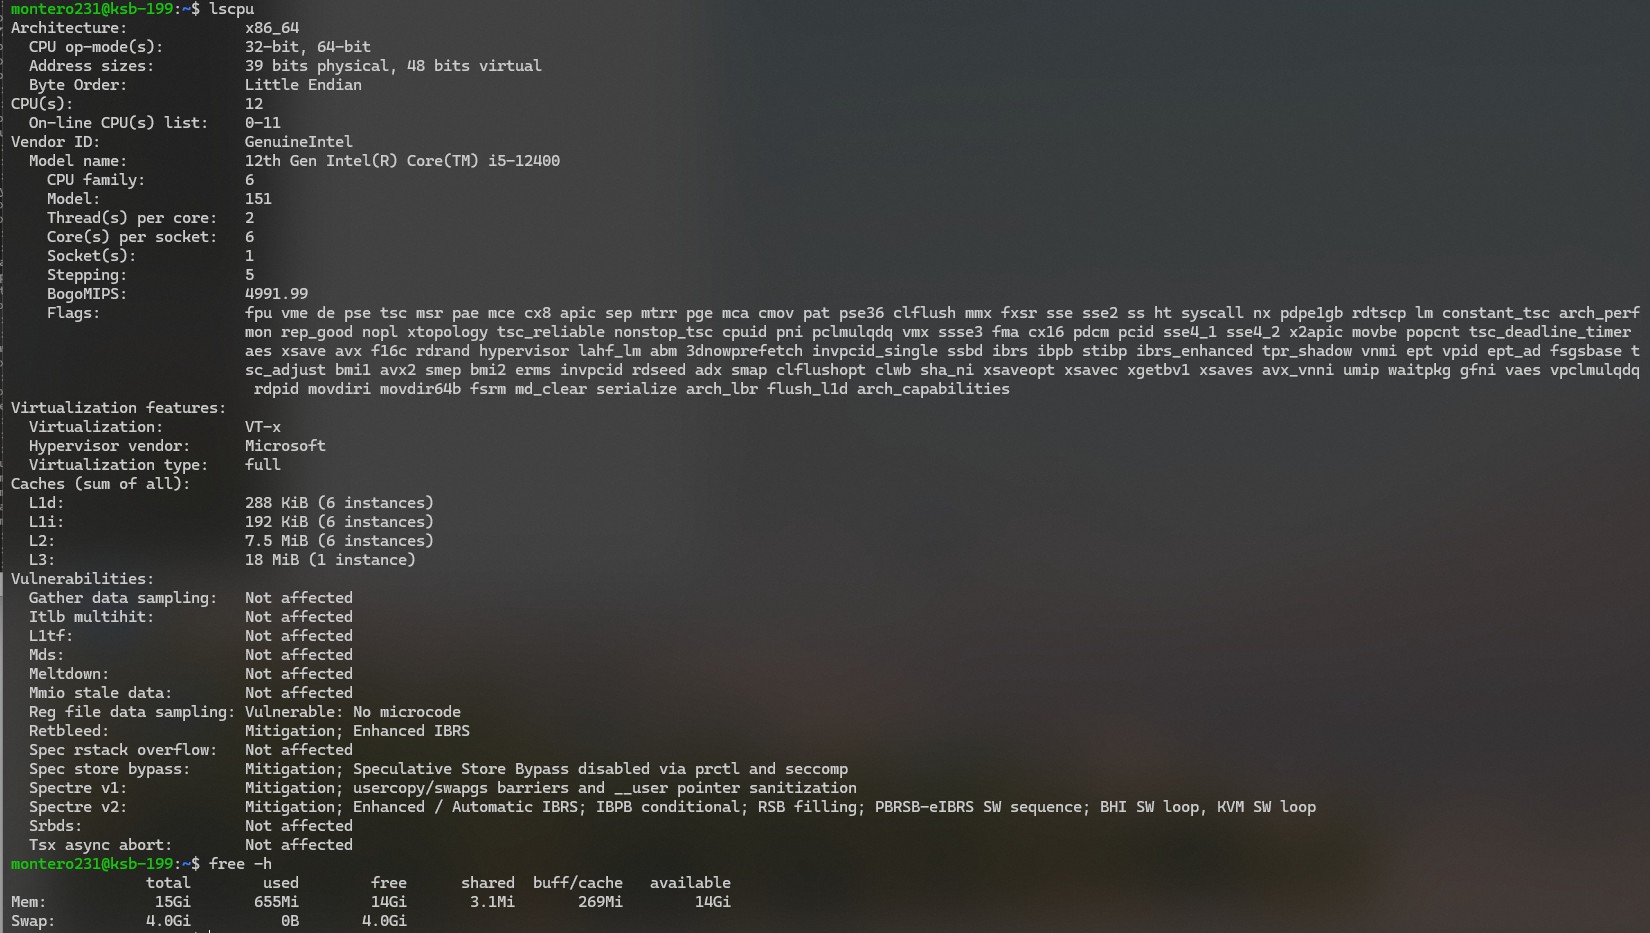 montero231@ksb-199:~$ lscpu
Architecture: x86_64
CPU op-mode(s): 32-bit, 64-bit
Address sizes: 39 bits physical, 48 bits virtual
Byte Order: Little Endian
CPU(s): 12
On-line CPU(s) list: 0-11
Vendor ID: GenuineIntel
Model name: 12th Gen Intel(R) Core(TM) i5-12400
CPU family: 6
Model: 151
Thread(s) per core: 2
Core(s) per socket: 6
Socket(s): 1
Stepping: 5
BogoMIPS: 4991.99
Flags: fpu vme de pse tsc msr pae mce cx8 apic sep mtrr pge mca cmov pat pse36 clflush mmx fxsr sse sse2 ss ht syscall nx pdpe1gb rdtscp lm constant_tsc arch_perf
mon rep_good nopl xtopology tsc_reliable nonstop_tsc cpuid pni pclmulqdq vmx ssse3 fma cx16 pdcm pcid sse4_1 sse4_2 x2apic movbe popcnt tsc_deadline_timer
aes xsave avx f16c rdrand hypervisor lahf_lm abm 3dnowprefetch invpcid_single ssbd ibrs ibpb stibp ibrs_enhanced tpr_shadow vnmi ept vpid ept_ad fsgsbase t
sc_adjust bmi1 avx2 smep bmi2 erms invpcid rdseed adx smap clflushopt clwb sha_ni xsaveopt xsavec xgetbv1 xsaves avx_vnni umip waitpkg gfni vaes vpclmulqdq
rdpid movdiri movdir64b fsrm md_clear serialize arch_lbr flush_l1d arch_capabilities
Virtualization features:
Virtualization: VT-x
Hypervisor vendor: Microsoft
Virtualization type: full
Caches (sum of all):
L1d: 288 KiB (6 instances)
L1i: 192 KiB (6 instances)
L2: 7.5 MiB (6 instances)
L3: 18 MiB (1 instance)
Vulnerabilities:
Gather data sampling: Not affected
Itlb multihit: Not affected
L1tf: Not affected
Mds: Not affected
Meltdown: Not affected
Mmio stale data: Not affected
Reg file data sampling: Vulnerable: No microcode
Retbleed: Mitigation; Enhanced IBRS
Spec rstack overflow: Not affected
Spec store bypass: Mitigation; Speculative Store Bypass disabled via prctl and seccomp
Spectre v1: Mitigation; usercopy/swapgs barriers and __user pointer sanitization
Spectre v2: Mitigation; Enhanced / Automatic IBRS; IBPB conditional; RSB filling; PBRSB-eIBRS SW sequence; BHI SW loop, KVM SW loop
Srbds: Not affected
Tsx async abort: Not affected
montero231@ksb-199:~$ free -h
total used free shared buff/cache available
Mem: 15Gi 655Mi 14Gi 3.1Mi 269Mi 14Gi
Swap: 4.0Gi 0B 4.0Gi